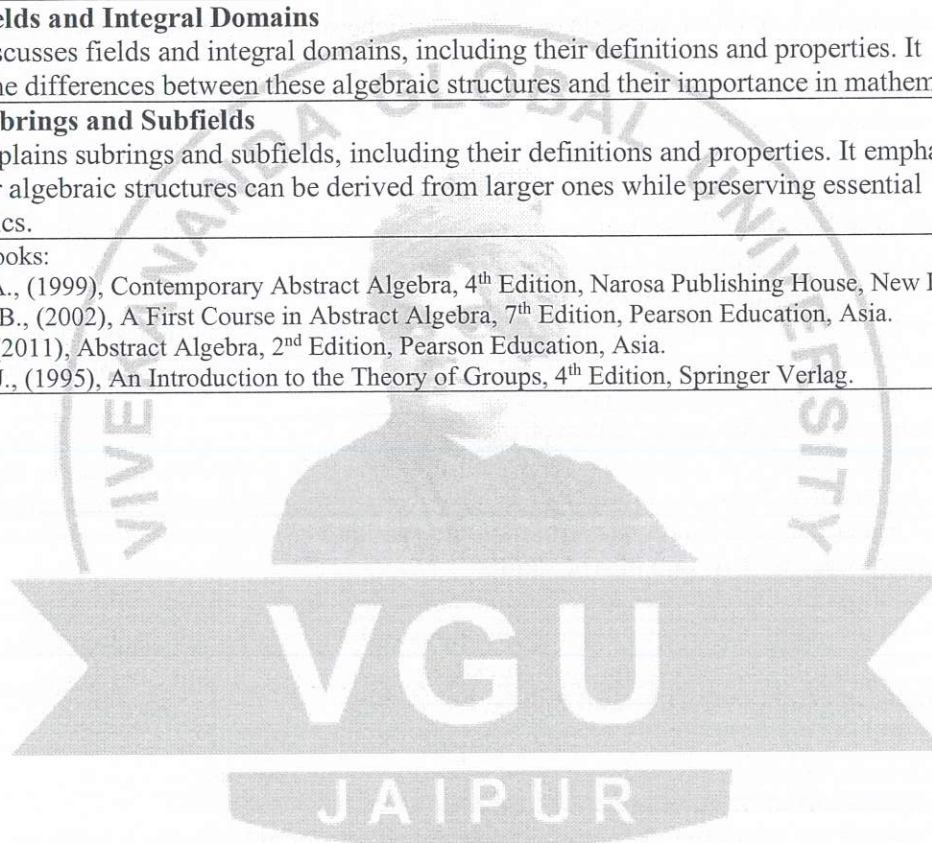 elds and Integral Domains
scusses fields and integral domains, including their definitions and properties. It
ne differences between these algebraic structures and their importance in mathem
brings and Subfields
plains subrings and subfields, including their definitions and properties. It empha
r algebraic structures can be derived from larger ones while preserving essential
ics.
ooks:
A., (1999), Contemporary Abstract Algebra, 4th Edition, Narosa Publishing House, New D
B., (2002), A First Course in Abstract Algebra, 7th Edition, Pearson Education, Asia.
2011), Abstract Algebra, 2nd Edition, Pearson Education, Asia.
J., (1995), An Introduction to the Theory of Groups, 4th Edition, Springer Verlag.
VIVEKANANDA GLOBAL UNIVERSITY
VGU
JAIPUR